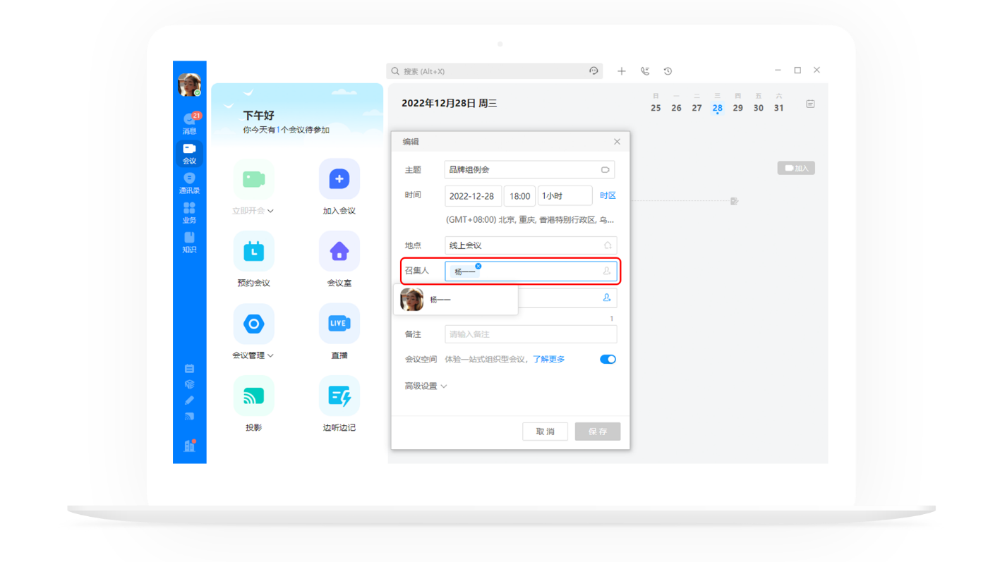 搜索 (Alt+X)
21
消息
会议
通讯录
业务
知识
下午好
你今天有1个会议待参加
立即开会
加入会议
预约会议
会议室
会议管理
LIVE
直播
投影
边听边记
2022年12月28日 周三
日 一 二 三 四 五 六
25 26 27 28 29 30 31
加入
编辑
主题 品牌组例会
时间 2022-12-28 18:00 1小时 时区
(GMT+08:00) 北京, 重庆, 香港特别行政区, 乌...
地点 线上会议
召集人 杨一一
杨一一
1
备注 请输入备注
会议空间 体验一站式组织型会议，了解更多
高级设置
取消 保存